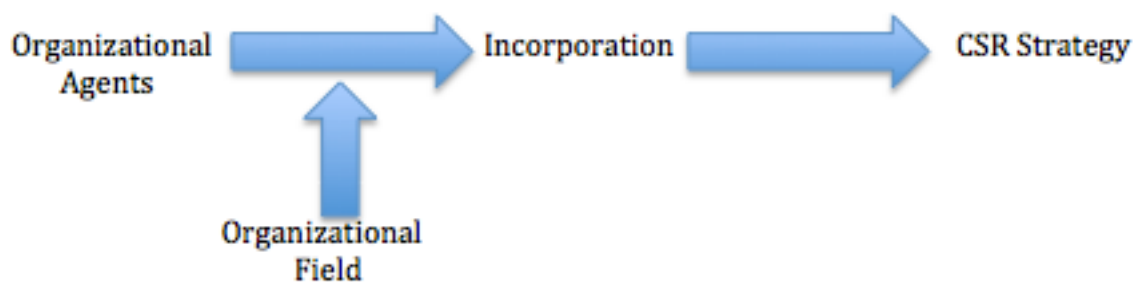 Organizational
Agents
Incorporation
CSR Strategy
Organizational
Field